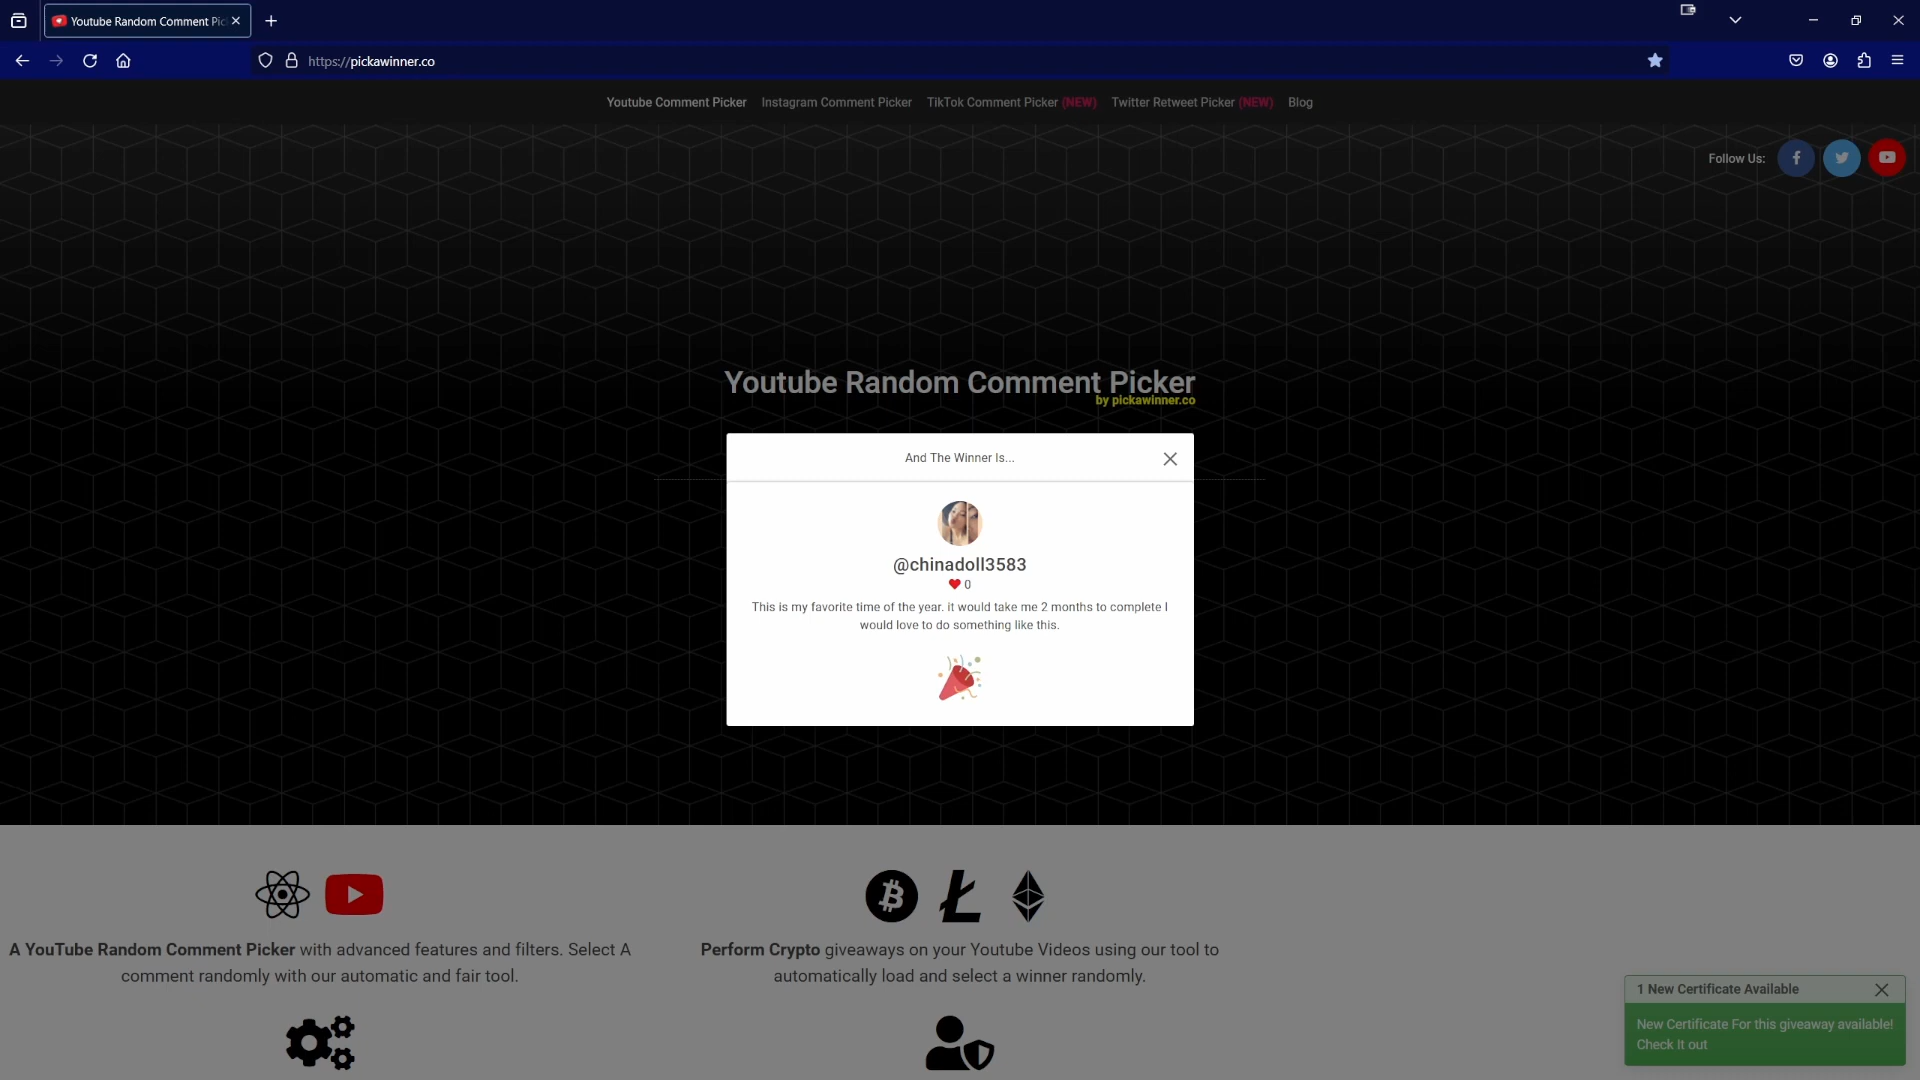 Youtube Random Comment Pic
https://pickawinner.co
Youtube Comment Picker Instagram Comment Picker TikTok Comment Picker (NEW) Twitter Retweet Picker (NEW) Blog
Follow Us:
Youtube Random Comment Picker
by pickawinner.co
And The Winner Is...
@chinadoll3583
0
This is my favorite time of the year. it would take me 2 months to complete I
would love to do something like this.
A YouTube Random Comment Picker with advanced features and filters. Select A
comment randomly with our automatic and fair tool.
Perform Crypto giveaways on your Youtube Videos using our tool to
automatically load and select a winner randomly.
1 New Certificate Available
New Certificate For this giveaway available!
Check It out